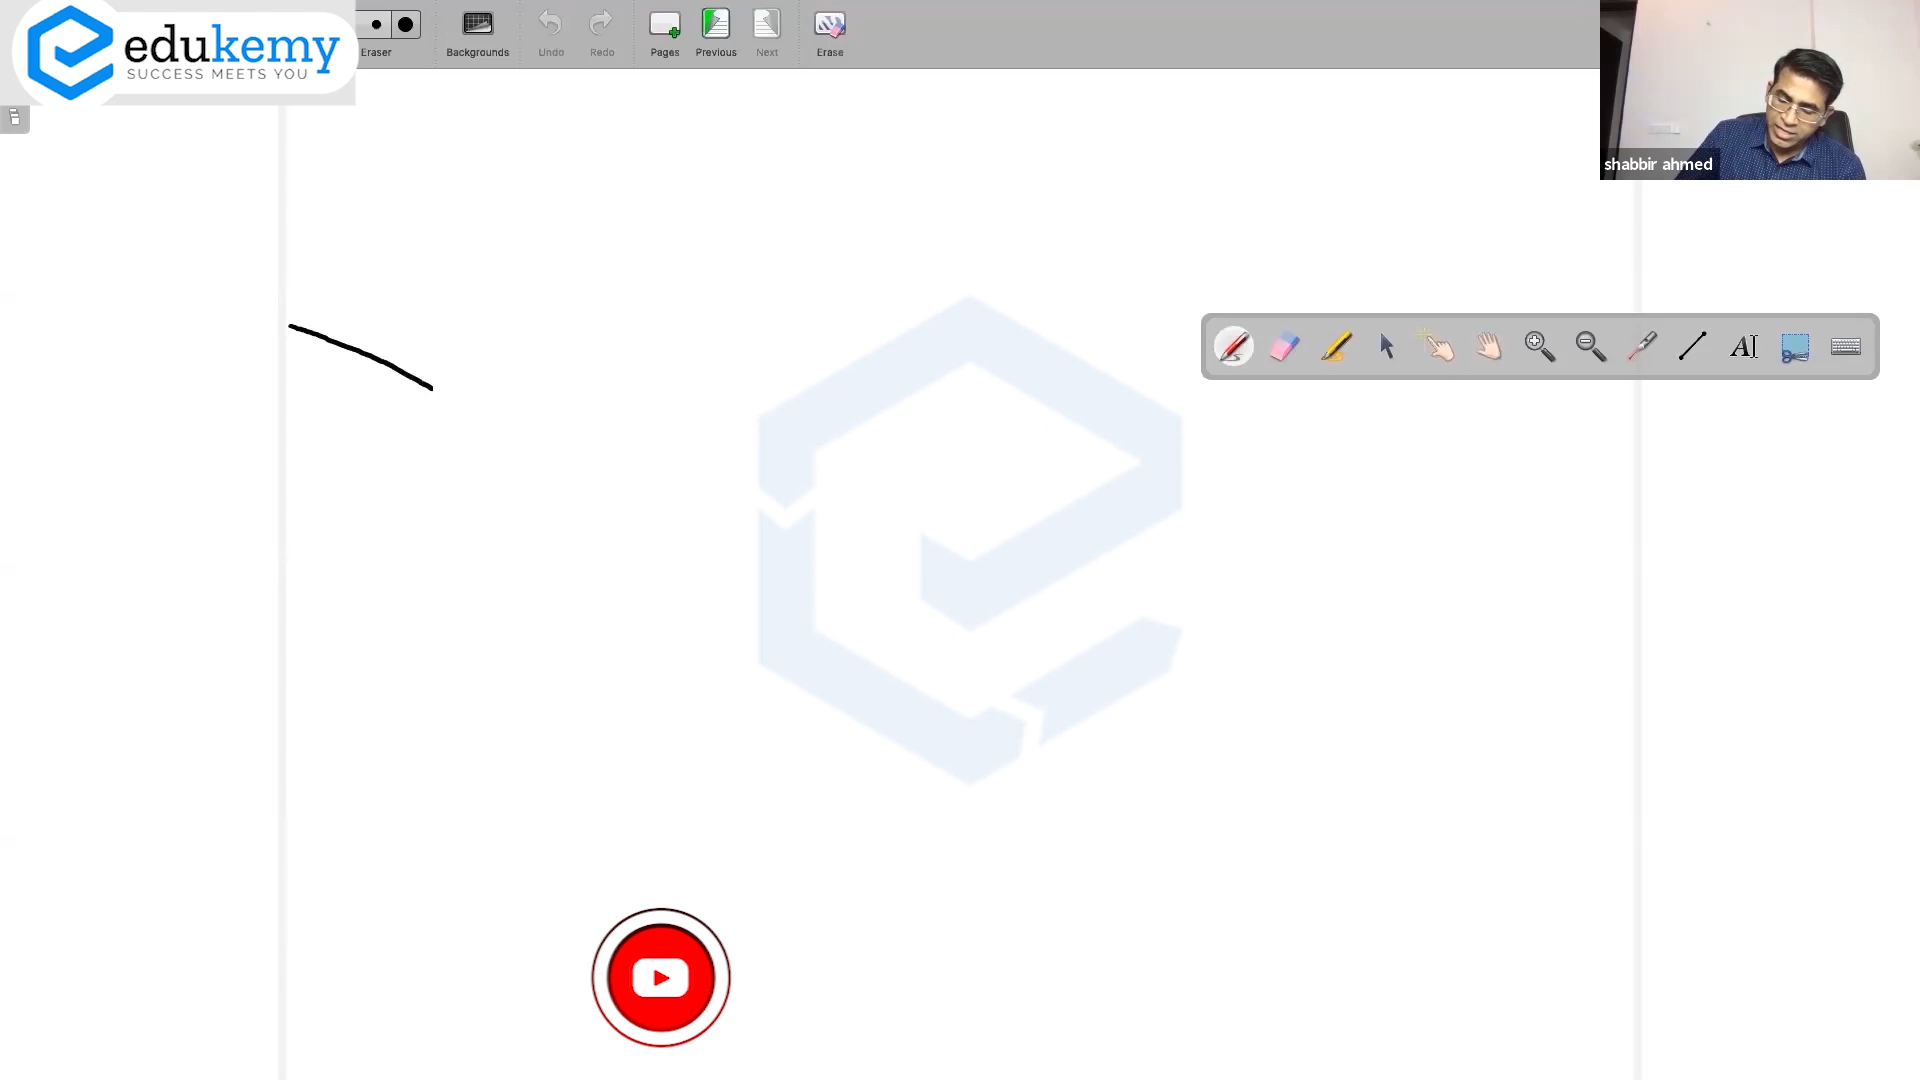 edukemy
SUCCESS MEETS YOU
Eraser
Backgrounds
Undo
Redo
Pages
Previous
Next
Erase
shabbir ahmed